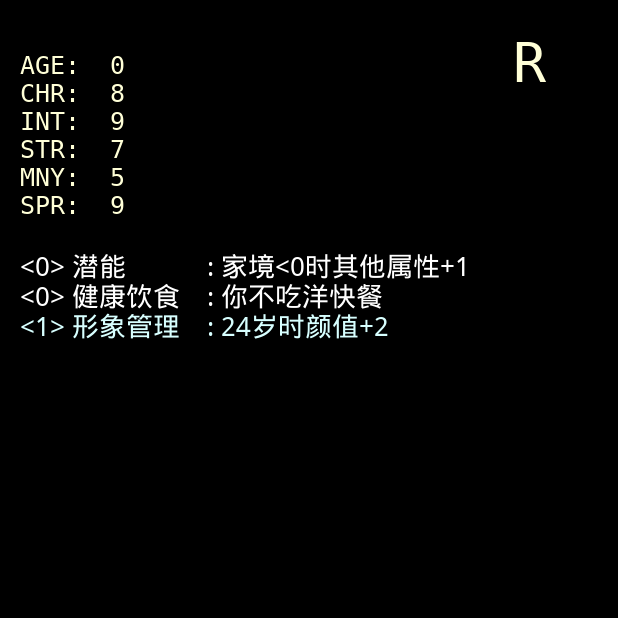 R
AGE: 0
CHR: 8
INT: 9
STR: 7
MNY: 5
SPR: 9
<0> 潜能 : 家境<0时其他属性+1
<0> 健康饮食 : 你不吃洋快餐
<1> 形象管理 : 24岁时颜值+2